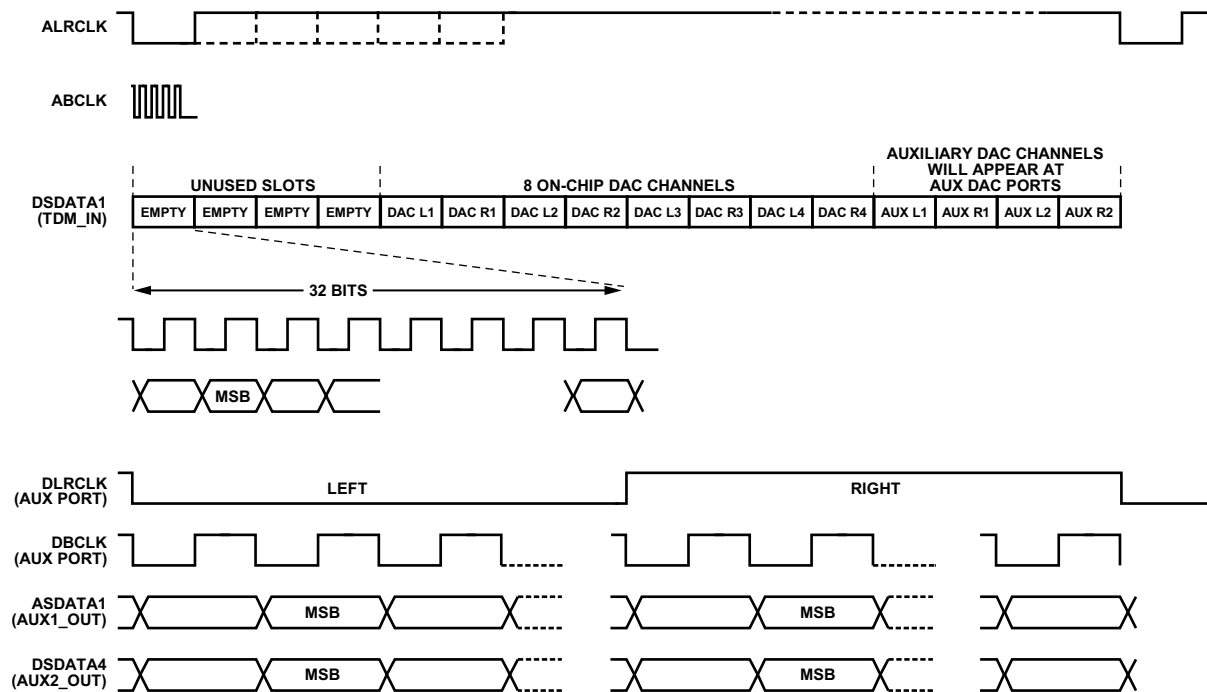 ALRCLK
ABCLK
AUXILIARY DAC CHANNELS
WILL APPEAR AT
AUX DAC PORTS
UNUSED SLOTS
8 ON-CHIP DAC CHANNELS
DSDATA1
(TDM_IN)
EMPTY EMPTY EMPTY EMPTY DAC L1 DAC R1 DAC L2 DAC R2 DAC L3 DAC R3 DAC L4 DAC R4 AUX L1 AUX R1 AUX L2 AUX R2
32 BITS
MSB
DLRCLK
(AUX PORT)
LEFT
RIGHT
DBCLK
(AUX PORT)
ASDATA1
(AUX1_OUT)
MSB
MSB
DSDATA4
(AUX2_OUT)
MSB
MSB